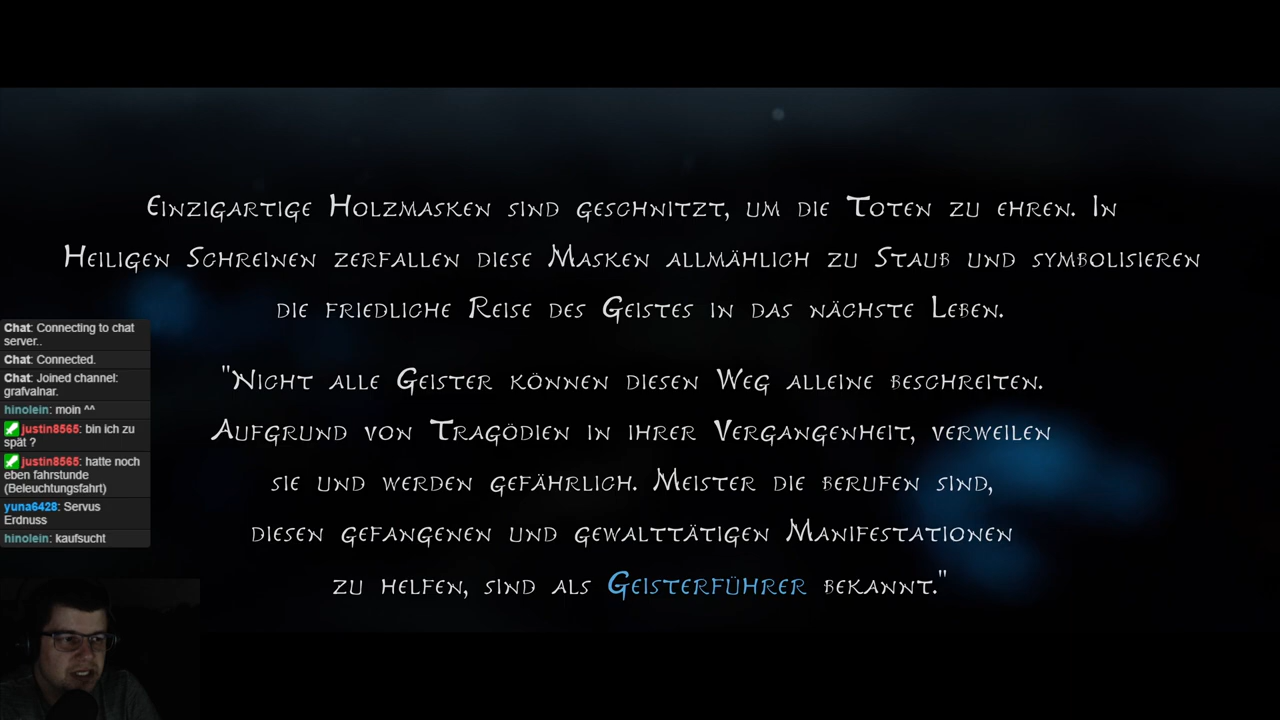 Einzigartige Holzmasken sind geschnitzt, um die Toten zu ehren. In
Heiligen Schreinen zerfallen diese Masken allmählich zu Staub und symbolisieren
die friedliche Reise des Geistes in das nächste Leben.
"Nicht alle Geister können diesen Weg alleine beschreiten.
Aufgrund von Tragödien in ihrer Vergangenheit, verweilen
sie und werden gefährlich. Meister die berufen sind,
diesen gefangenen und gewalttätigen Manifestationen
zu helfen, sind als Geisterführer bekannt."
Chat: Connecting to chat
server..
Chat: Connected.
Chat: Joined channel:
grafvalnar.
hinolein: moin ^^
justin8565: bin ich zu
spät ?
justin8565: hatte noch
eben fahrstunde
(Beleuchtungsfahrt)
yuna6428: Servus
Erdnuss
hinolein: kaufsucht